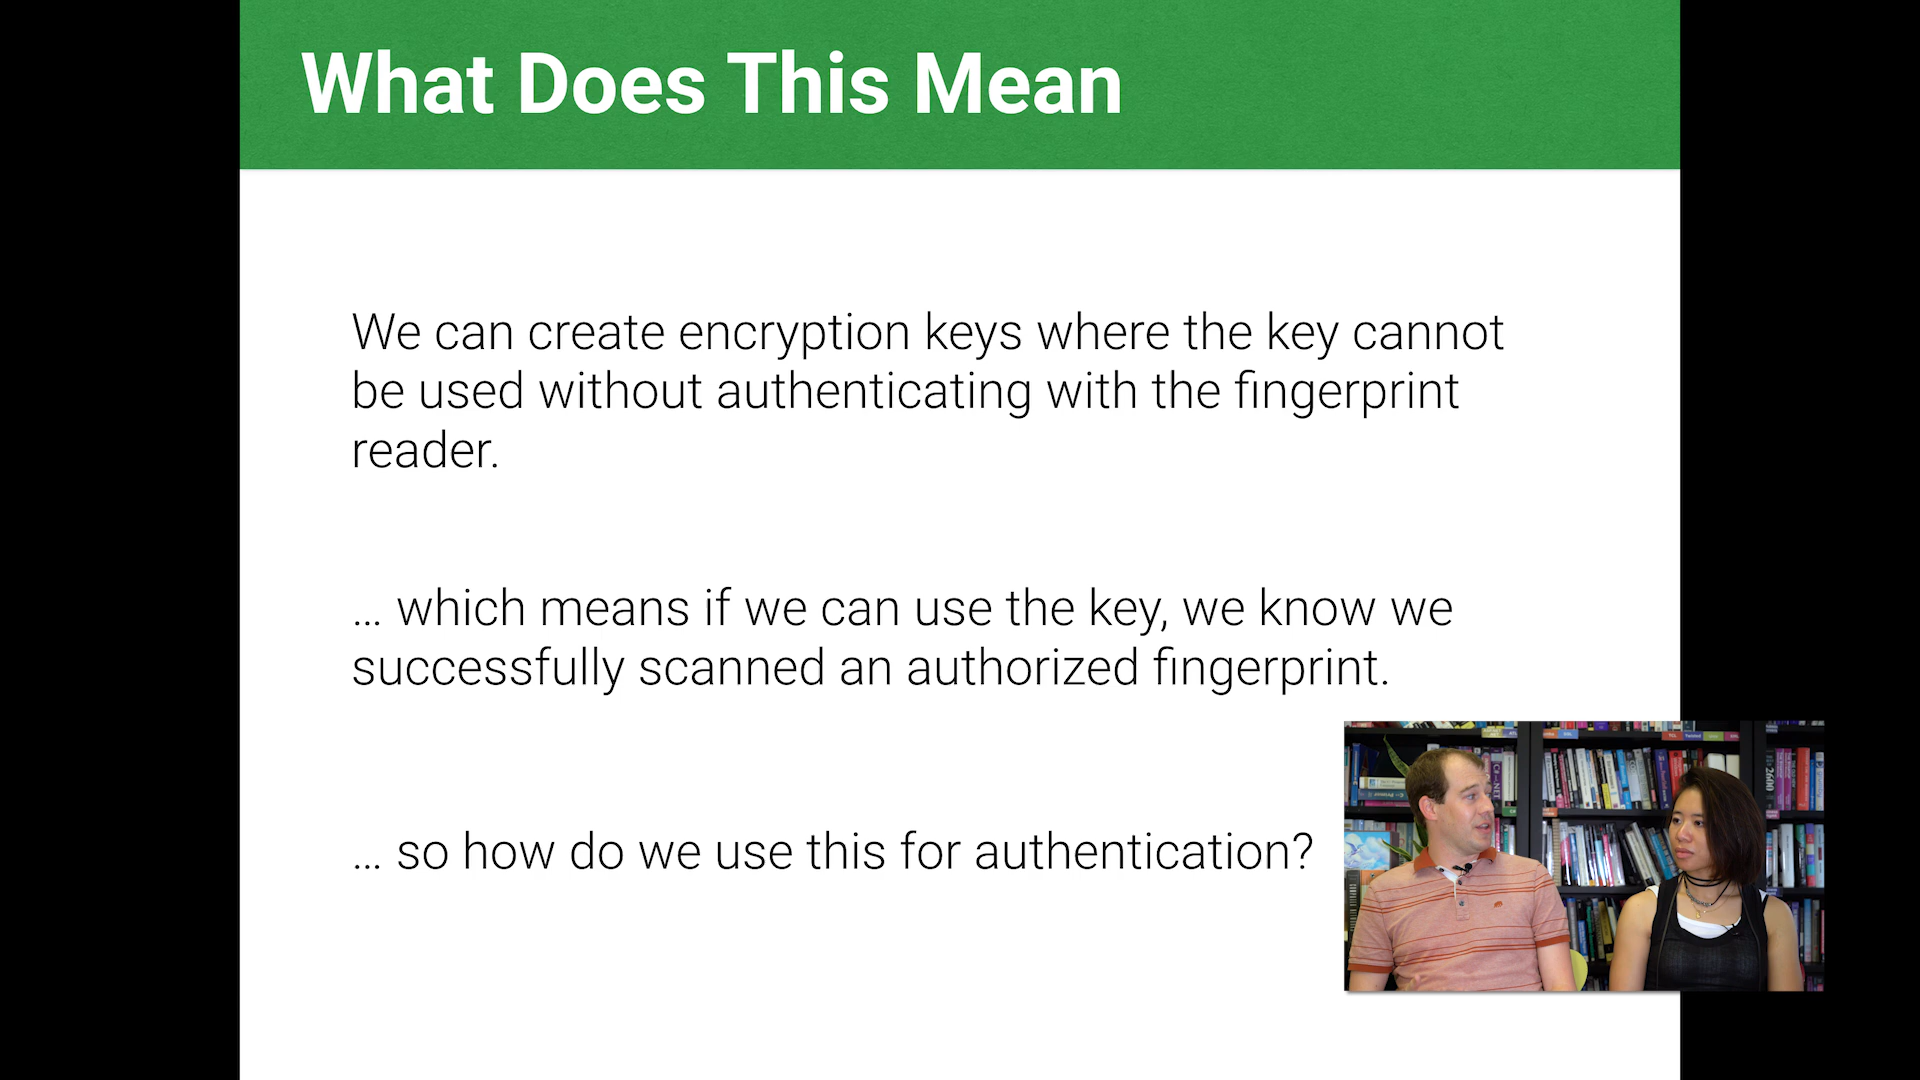 What Does This Mean
We can create encryption keys where the key cannot
be used without authenticating with the fingerprint
reader.
... which means if we can use the key, we know we
successfully scanned an authorized fingerprint.
... so how do we use this for authentication?
2600